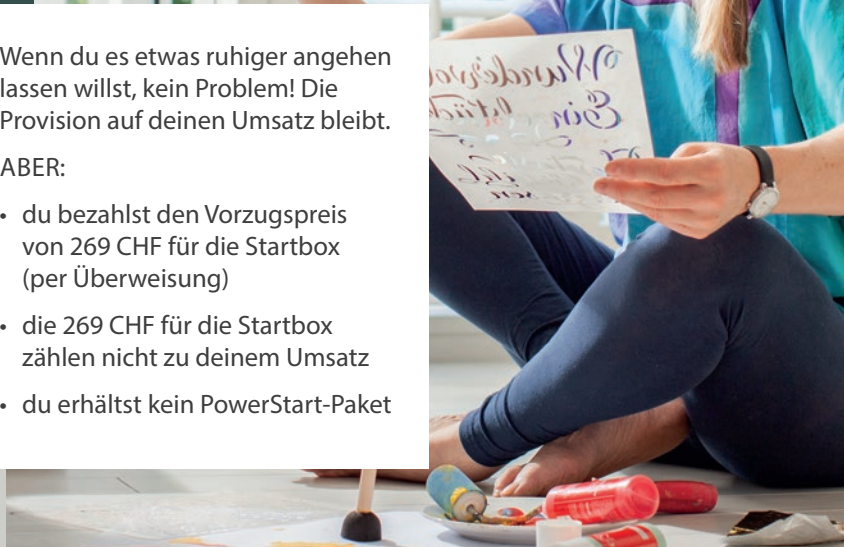 Wenn du es etwas ruhiger angehen
lassen willst, kein Problem! Die
Provision auf deinen Umsatz bleibt.
ABER:
• du bezahlst den Vorzugspreis
von 269 CHF für die Startbox
(per Überweisung)
• die 269 CHF für die Startbox
zählen nicht zu deinem Umsatz
• du erhältst kein PowerStart-Paket
Ein